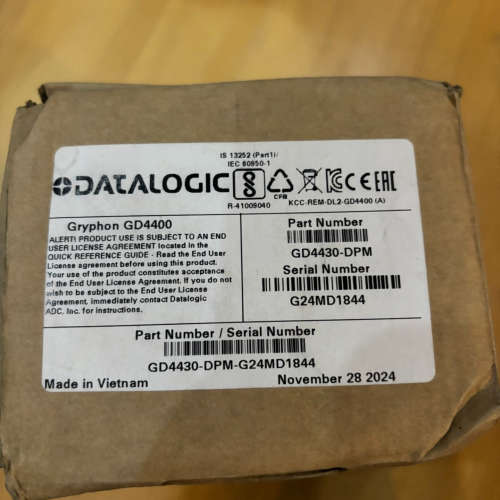 IS 13252 (Part1)/
IEC 60950-1
DATALOGIC
R-41009040
CFB
KCC-REM-DL2-GD4400 (A)
Gryphon GD4400
ALERT! PRODUCT USE IS SUBJECT TO AN END
USER LICENSE AGREEMENT located in the
QUICK REFERENCE GUIDE - Read the End User
License agreement before using this product.
Your use of the product constitutes acceptance
of the End User License Agreement. If you do not
wish to be subject to the End User License
Agreement, immediately contact Datalogic
ADC, Inc. for instructions.
Part Number
GD4430-DPM
Serial Number
G24MD1844
Part Number / Serial Number
GD4430-DPM-G24MD1844
Made in Vietnam
November 28 2024